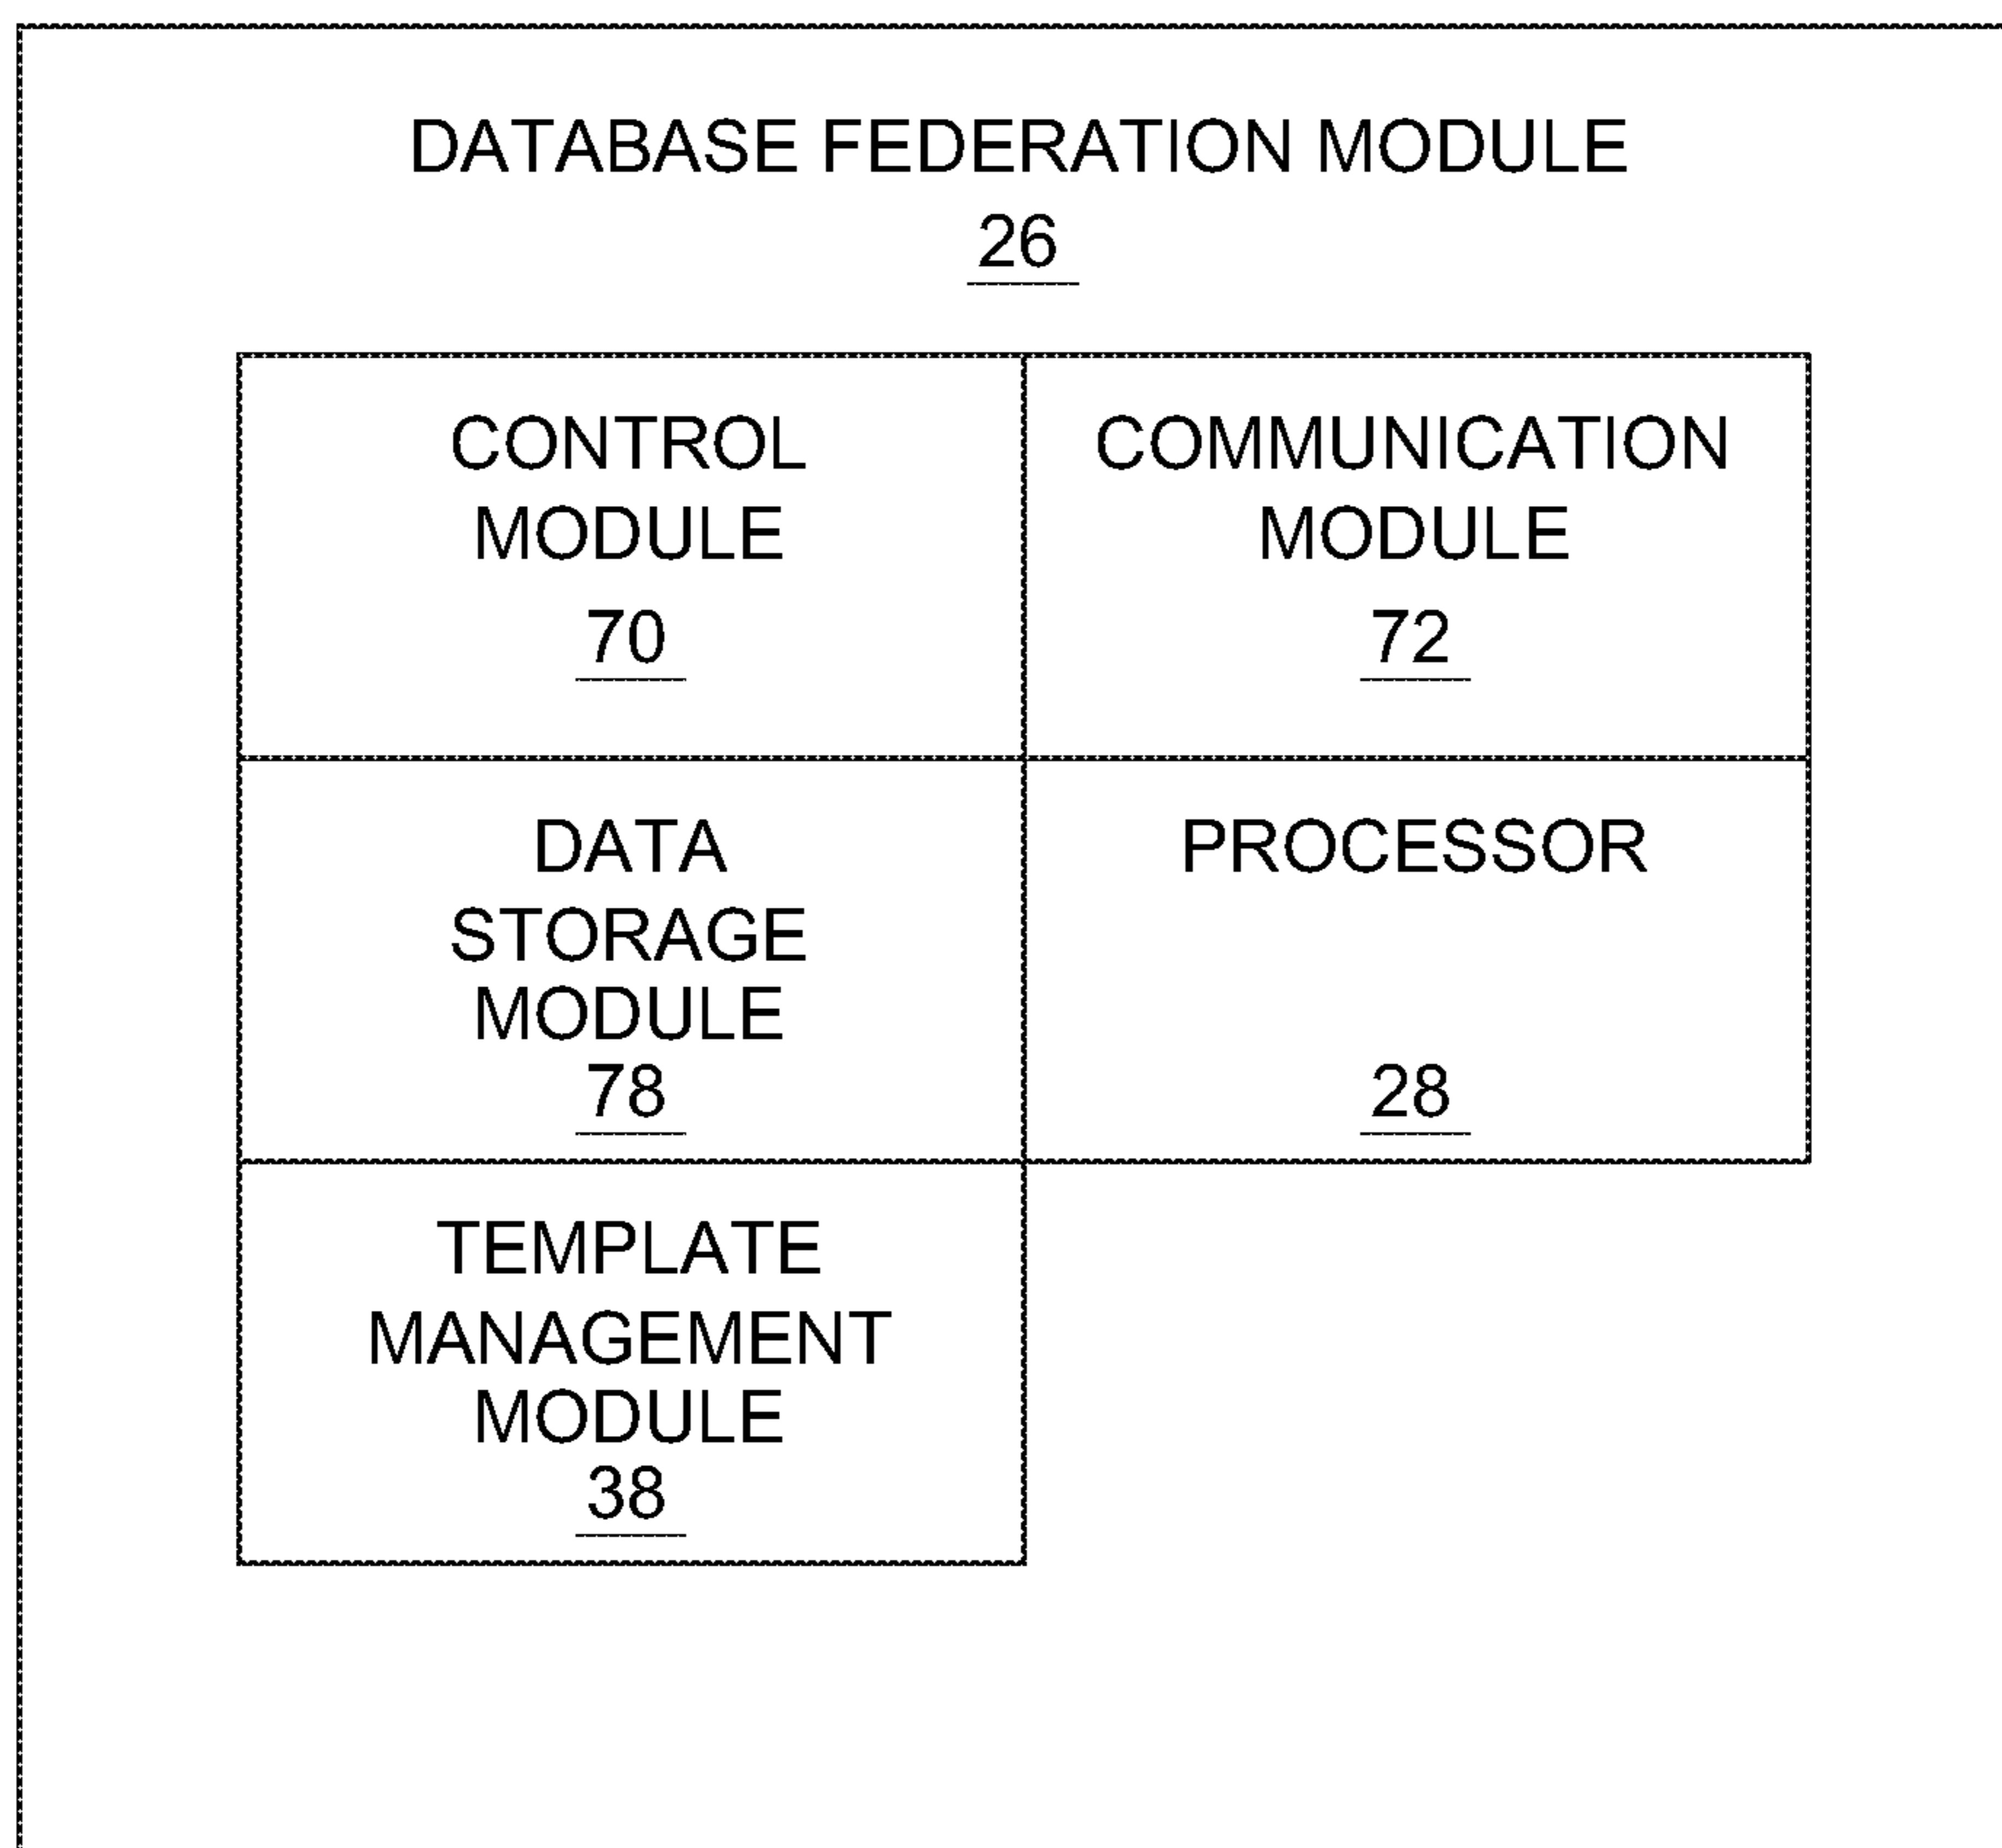 DATABASE FEDERATION MODULE
26
CONTROL
MODULE
70
COMMUNICATION
MODULE
72
DATA
STORAGE
MODULE
78
PROCESSOR
28
TEMPLATE
MANAGEMENT
MODULE
38